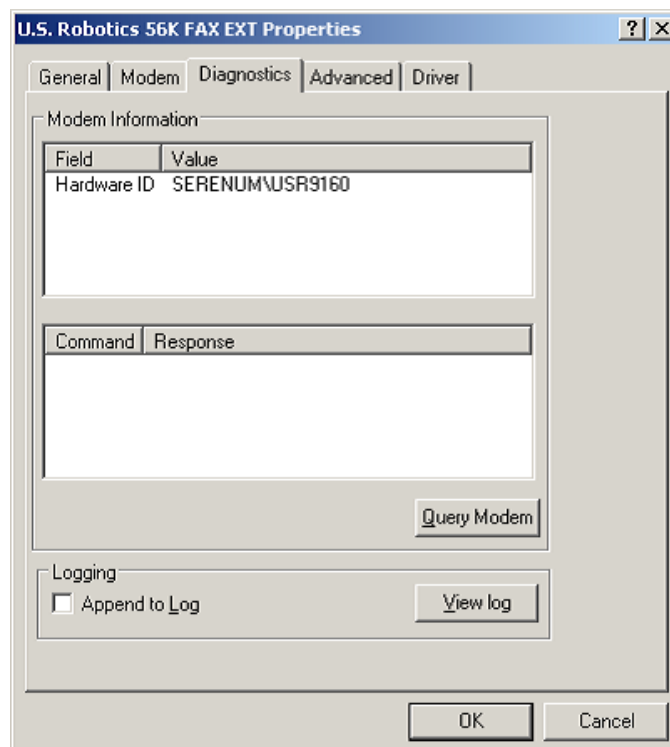 U.S. Robotics 56K FAX EXT Properties
General Modem Diagnostics Advanced Driver
Modem Information
Field Value
Hardware ID SERENUM\USR9160
Command Response
Query Modem
Logging
Append to Log View log
OK Cancel